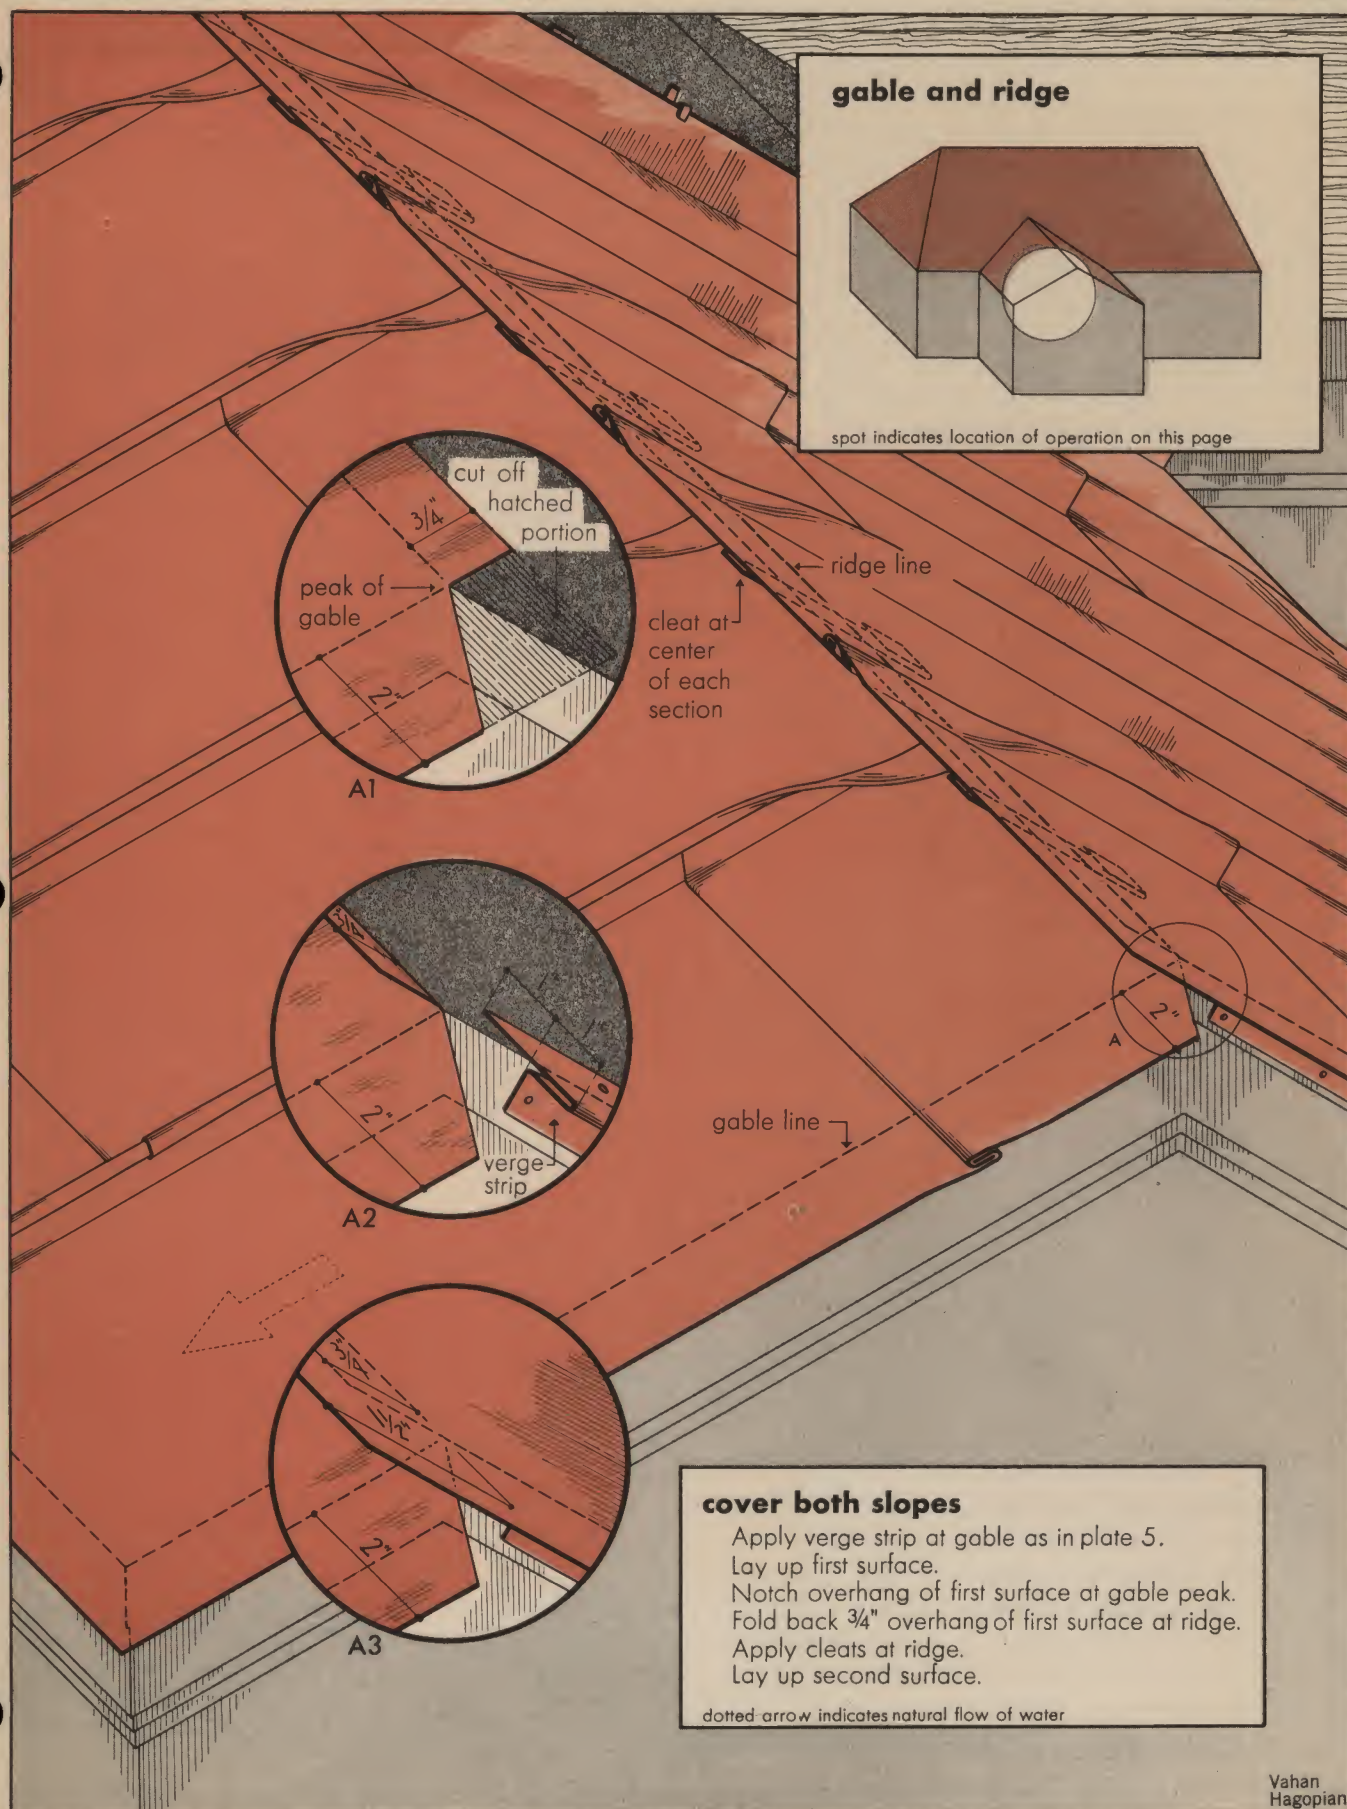 gable and ridge
spot indicates location of operation on this page
cut off
hatched
portion
3/4"
peak of
gable
2"
A1
ridge line
cleat at
center
of each
section
3/4"
1"
1"
2"
verge
strip
A2
2"
A
gable line
3/4"
1 1/2"
2"
A3
cover both slopes
Apply verge strip at gable as in plate 5.
Lay up first surface.
Notch overhang of first surface at gable peak.
Fold back 3/4" overhang of first surface at ridge.
Apply cleats at ridge.
Lay up second surface.
dotted arrow indicates natural flow of water
Vahan
Hagopian